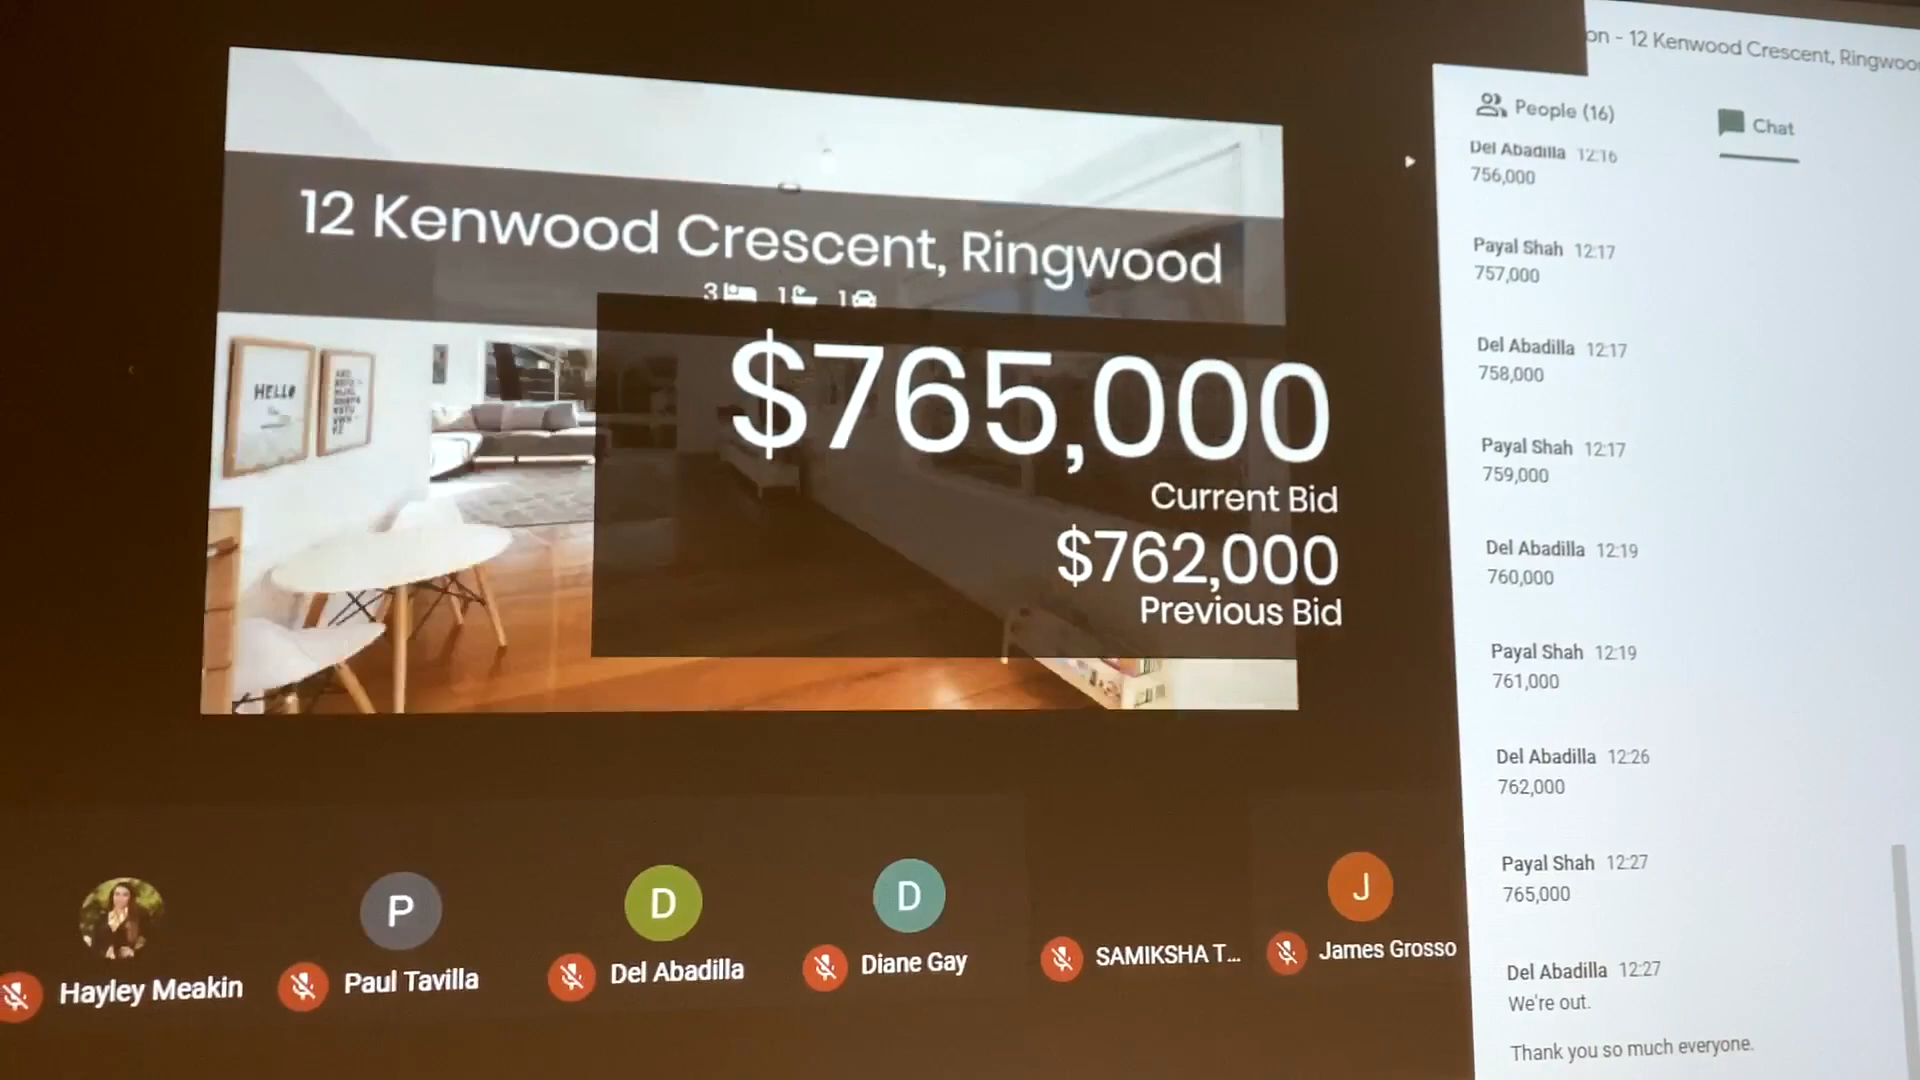 on - 12 Kenwood Crescent, Ringwoo
People (16)
Chat
12 Kenwood Crescent, Ringwood
3 1 1
$765,000
Current Bid
$762,000
Previous Bid
HELLO
Del Abadilla 12:16
756,000
Payal Shah 12:17
757,000
Del Abadilla 12:17
758,000
Payal Shah 12:17
759,000
Del Abadilla 12:19
760,000
Payal Shah 12:19
761,000
Del Abadilla 12:26
762,000
Payal Shah 12:27
765,000
Del Abadilla 12:27
We're out.
Thank you so much everyone.
Hayley Meakin
P
Paul Tavilla
D
Del Abadilla
D
Diane Gay
SAMIKSHA T...
J
James Grosso